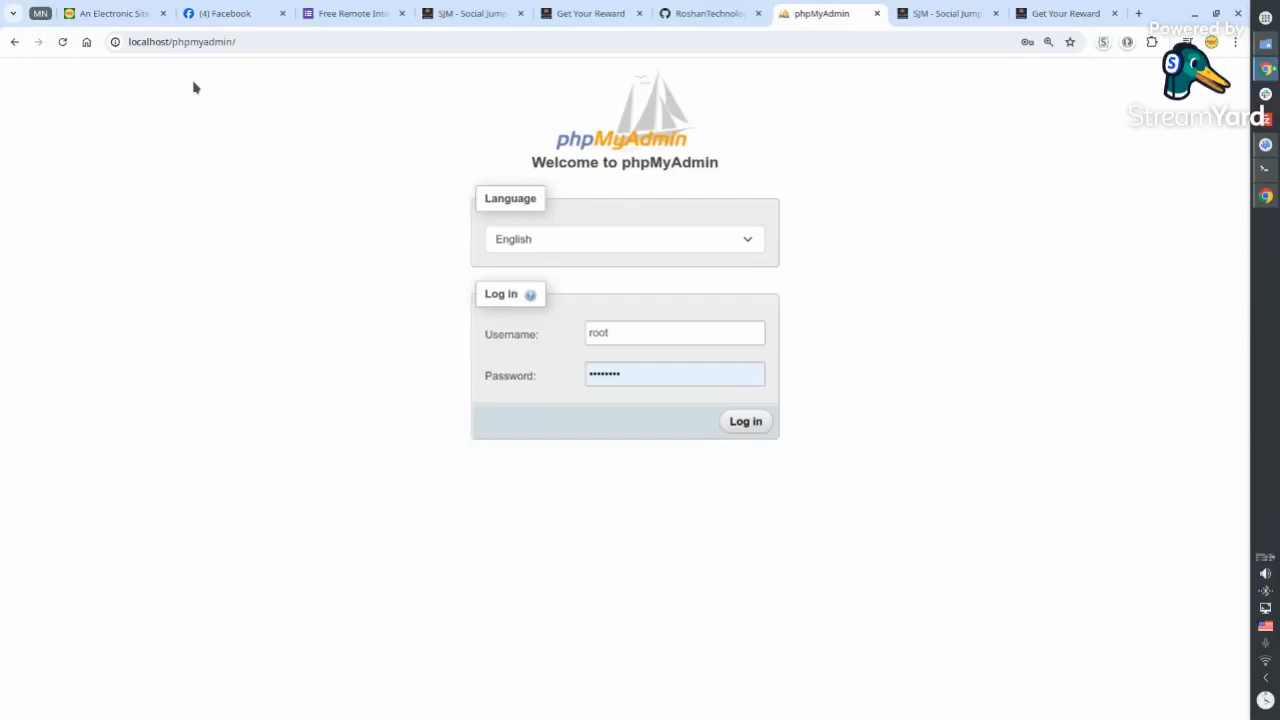 MN
An Electrical Site
(4) Facebook
Free Remote Inte
SJM - Social Jump
Get Your Reward
RoshanTechnolog
phpMyAdmin
SJM - Social Jump
Get Your Reward
localhost/phpmyadmin/
Powered by
S
StreamYard
phpMyAdmin
Welcome to phpMyAdmin
Language
English
Log in
Username:
root
Password:
••••••••
Log in